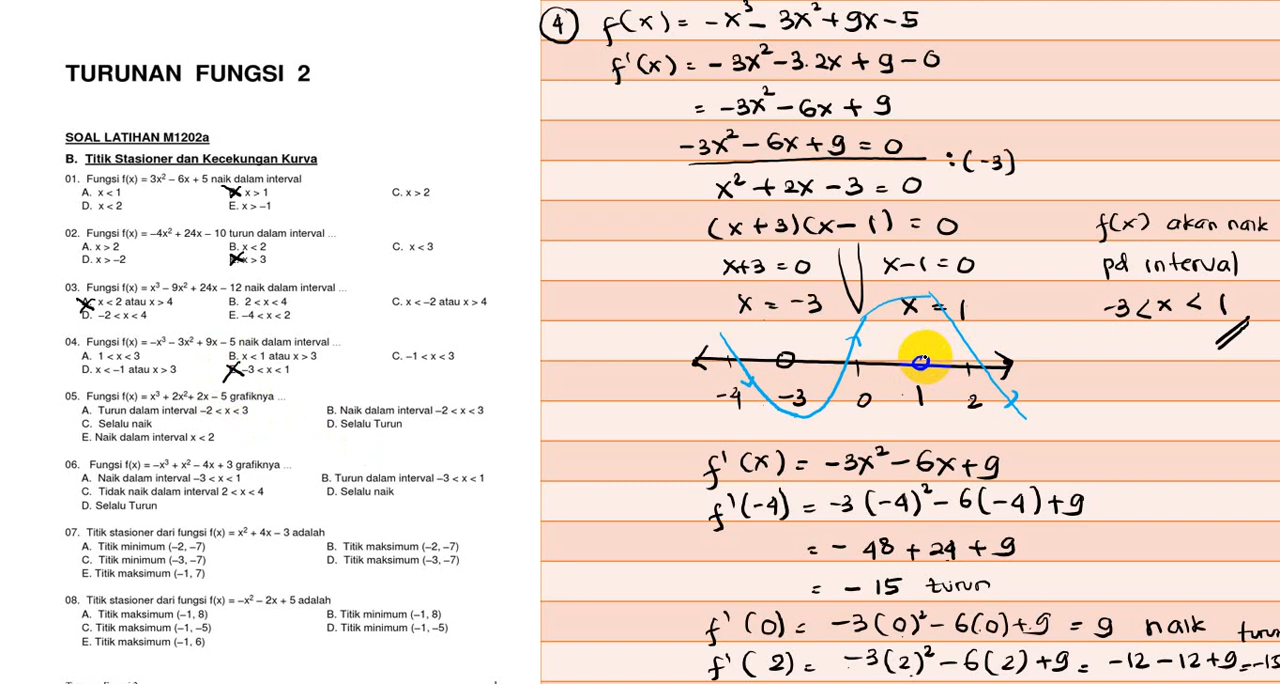 TURUNAN FUNGSI 2
SOAL LATIHAN M1202a
B. Titik Stasioner dan Kecekungan Kurva
01. Fungsi f(x) = 3x² – 6x + 5 naik dalam interval
A. x < 1 x > 1 C. x > 2
D. x < 2 E. x > –1
02. Fungsi f(x) = –4x² + 24x – 10 turun dalam interval ...
A. x > 2 B. x < 2 C. x < 3
D. x > –2 x > 3
03. Fungsi f(x) = x³ – 9x² + 24x – 12 naik dalam interval ...
x < 2 atau x > 4 B. 2 < x < 4 C. x < –2 atau x > 4
D. –2 < x < 4 E. –4 < x < 2
04. Fungsi f(x) = –x³ – 3x² + 9x – 5 naik dalam interval ...
A. 1 < x < 3 B. x < 1 atau x > 3 C. –1 < x < 3
D. x < –1 atau x > 3 –3 < x < 1
05. Fungsi f(x) = x³ + 2x² + 2x – 5 grafiknya ...
A. Turun dalam interval –2 < x < 3 B. Naik dalam interval –2 < x < 3
C. Selalu naik D. Selalu Turun
E. Naik dalam interval x < 2
06. Fungsi f(x) = –x³ + x² – 4x + 3 grafiknya ...
A. Naik dalam interval –3 < x < 1 B. Turun dalam interval –3 < x < 1
C. Tidak naik dalam interval 2 < x < 4 D. Selalu naik
D. Selalu Turun
07. Titik stasioner dari fungsi f(x) = x² + 4x – 3 adalah
A. Titik minimum (–2, –7) B. Titik maksimum (–2, –7)
C. Titik minimum (–3, –7) D. Titik maksimum (–3, –7)
E. Titik maksimum (–1, 7)
08. Titik stasioner dari fungsi f(x) = –x² – 2x + 5 adalah
A. Titik maksimum (–1, 8) B. Titik minimum (–1, 8)
C. Titik maksimum (–1, –5) D. Titik minimum (–1, –5)
E. Titik maksimum (–1, 6)
4 f(x) = -x³ - 3x² + 9x - 5
f'(x) = -3x² - 3.2x + 9 - 0
= -3x² - 6x + 9
-3x² - 6x + 9 = 0 : (-3)
x² + 2x - 3 = 0
(x+3)(x-1) = 0
x+3 = 0 x-1 = 0
x = -3 x = 1
f(x) akan naik
pd interval
-3 < x < 1
-4 -3 0 1 2
f'(x) = -3x² - 6x + 9
f'(-4) = -3(-4)² - 6(-4) + 9
= -48 + 24 + 9
= -15 turun
f'(0) = -3(0)² - 6(0) + 9 = 9 naik
turun
f'(2) = -3(2)² - 6(2) + 9 = -12 - 12 + 9 = -15